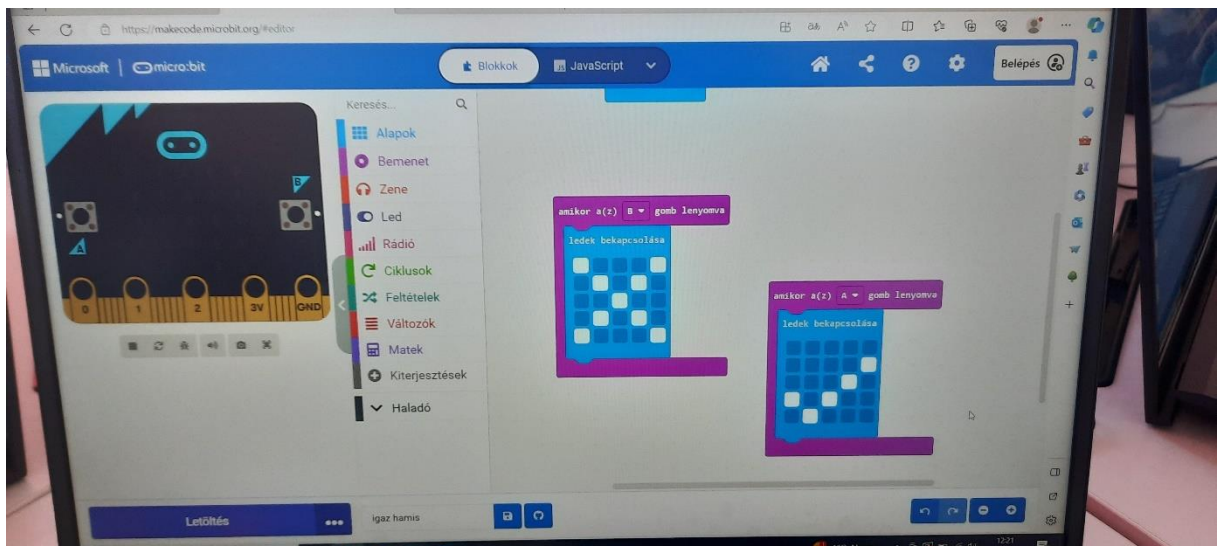 https://makecode.microbit.org/#editor
Microsoft | micro:bit
Blokkok
JS JavaScript
Belépés
Keresés...
Alapok
Bemenet
Zene
Led
Rádió
Ciklusok
Feltételek
Változók
Matek
Kiterjesztések
Haladó
A
B
0 1 2 3V GND
amikor a(z) B gomb lenyomva
ledek bekapcsolása
amikor a(z) A gomb lenyomva
ledek bekapcsolása
Letöltés
igaz hamis
12:21